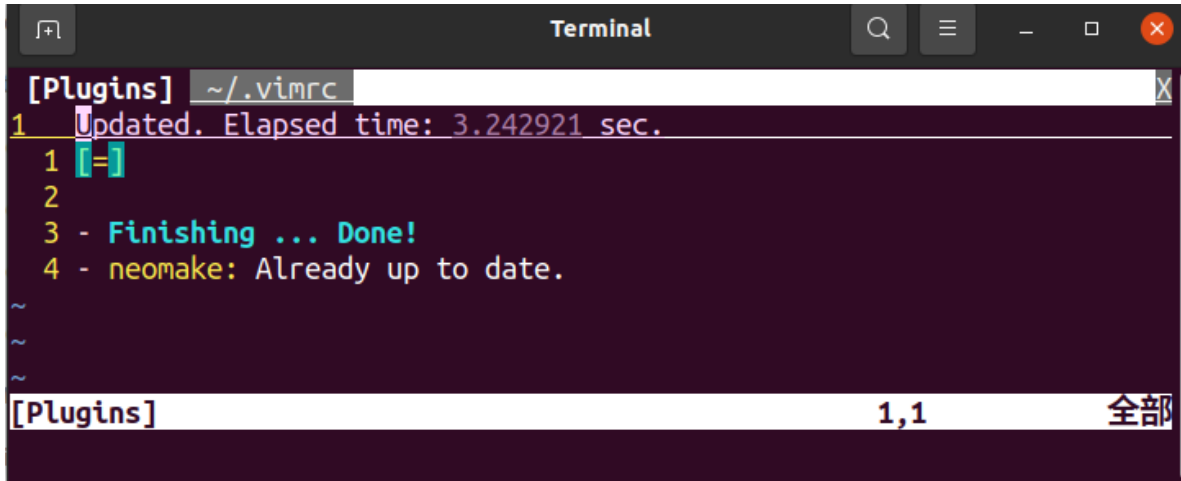 Terminal
[Plugins] ~/.vimrc X
1 Updated. Elapsed time: 3.242921 sec.
1 [=]
2
3 - Finishing ... Done!
4 - neomake: Already up to date.
~
~
~
[Plugins] 1,1 全部